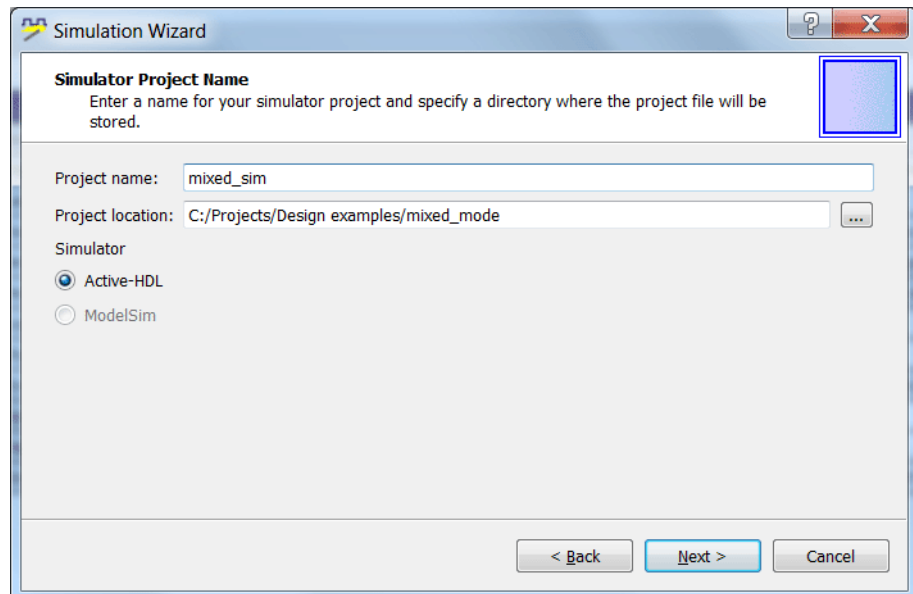 Simulation Wizard
Simulator Project Name
Enter a name for your simulator project and specify a directory where the project file will be
stored.
Project name: mixed_sim
Project location: C:/Projects/Design examples/mixed_mode ...
Simulator
Active-HDL
ModelSim
< Back Next > Cancel